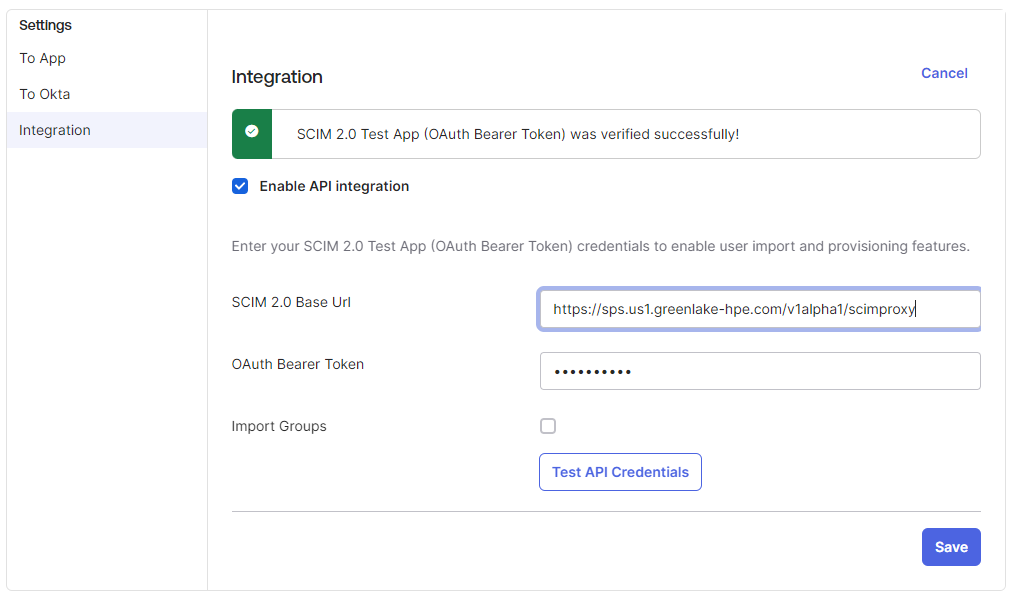 Settings
To App
To Okta
Integration
Integration
Cancel
SCIM 2.0 Test App (OAuth Bearer Token) was verified successfully!
Enable API integration
Enter your SCIM 2.0 Test App (OAuth Bearer Token) credentials to enable user import and provisioning features.
SCIM 2.0 Base Url
https://sps.us1.greenlake-hpe.com/v1alpha1/scimproxy
OAuth Bearer Token
••••••••••
Import Groups
Test API Credentials
Save